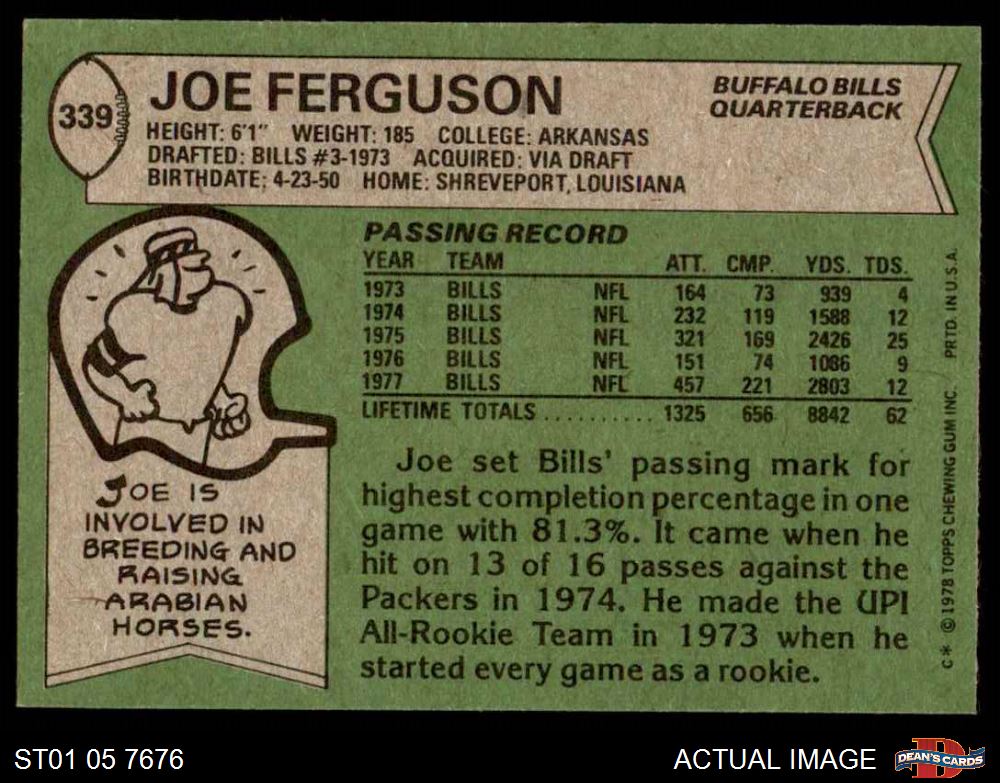 339
JOE FERGUSON
BUFFALO BILLS
QUARTERBACK
HEIGHT: 6'1" WEIGHT: 185 COLLEGE: ARKANSAS
DRAFTED: BILLS #3-1973 ACQUIRED: VIA DRAFT
BIRTHDATE: 4-23-50 HOME: SHREVEPORT, LOUISIANA
PASSING RECORD
YEAR TEAM ATT. CMP. YDS. TDS.
1973 BILLS NFL 164 73 939 4
1974 BILLS NFL 232 119 1588 12
1975 BILLS NFL 321 169 2426 25
1976 BILLS NFL 151 74 1086 9
1977 BILLS NFL 457 221 2803 12
LIFETIME TOTALS .......... 1325 656 8842 62
JOE IS
INVOLVED IN
BREEDING AND
RAISING
ARABIAN
HORSES.
Joe set Bills' passing mark for
highest completion percentage in one
game with 81.3%. It came when he
hit on 13 of 16 passes against the
Packers in 1974. He made the UPI
All-Rookie Team in 1973 when he
started every game as a rookie.
C* ©1978 TOPPS CHEWING GUM INC. PRTD. IN U.S.A.
ST01 05 7676
ACTUAL IMAGE
D
DEAN'S CARDS